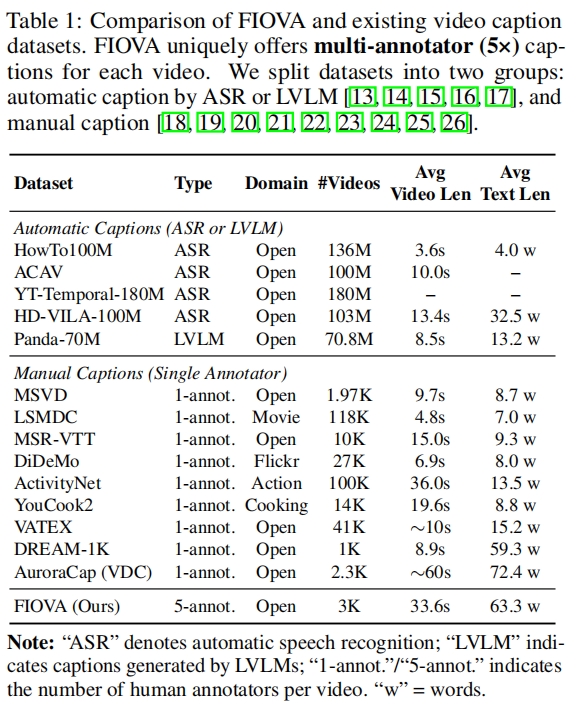 Table 1: Comparison of FIOVA and existing video caption
datasets. FIOVA uniquely offers multi-annotator (5×) cap-
tions for each video. We split datasets into two groups:
automatic caption by ASR or LVLM [13, 14, 15, 16, 17], and
manual caption [18, 19, 20, 21, 22, 23, 24, 25, 26].
Dataset Type Domain #Videos Avg Video Len Avg Text Len
Automatic Captions (ASR or LVLM)
HowTo100M ASR Open 136M 3.6s 4.0 w
ACAV ASR Open 100M 10.0s –
YT-Temporal-180M ASR Open 180M – –
HD-VILA-100M ASR Open 103M 13.4s 32.5 w
Panda-70M LVLM Open 70.8M 8.5s 13.2 w
Manual Captions (Single Annotator)
MSVD 1-annot. Open 1.97K 9.7s 8.7 w
LSMDC 1-annot. Movie 118K 4.8s 7.0 w
MSR-VTT 1-annot. Open 10K 15.0s 9.3 w
DiDeMo 1-annot. Flickr 27K 6.9s 8.0 w
ActivityNet 1-annot. Action 100K 36.0s 13.5 w
YouCook2 1-annot. Cooking 14K 19.6s 8.8 w
VATEX 1-annot. Open 41K ~10s 15.2 w
DREAM-1K 1-annot. Open 1K 8.9s 59.3 w
AuroraCap (VDC) 1-annot. Open 2.3K ~60s 72.4 w
FIOVA (Ours) 5-annot. Open 3K 33.6s 63.3 w
Note: “ASR” denotes automatic speech recognition; “LVLM” indi-
cates captions generated by LVLMs; “1-annot.”/“5-annot.” indicates
the number of human annotators per video. “w” = words.